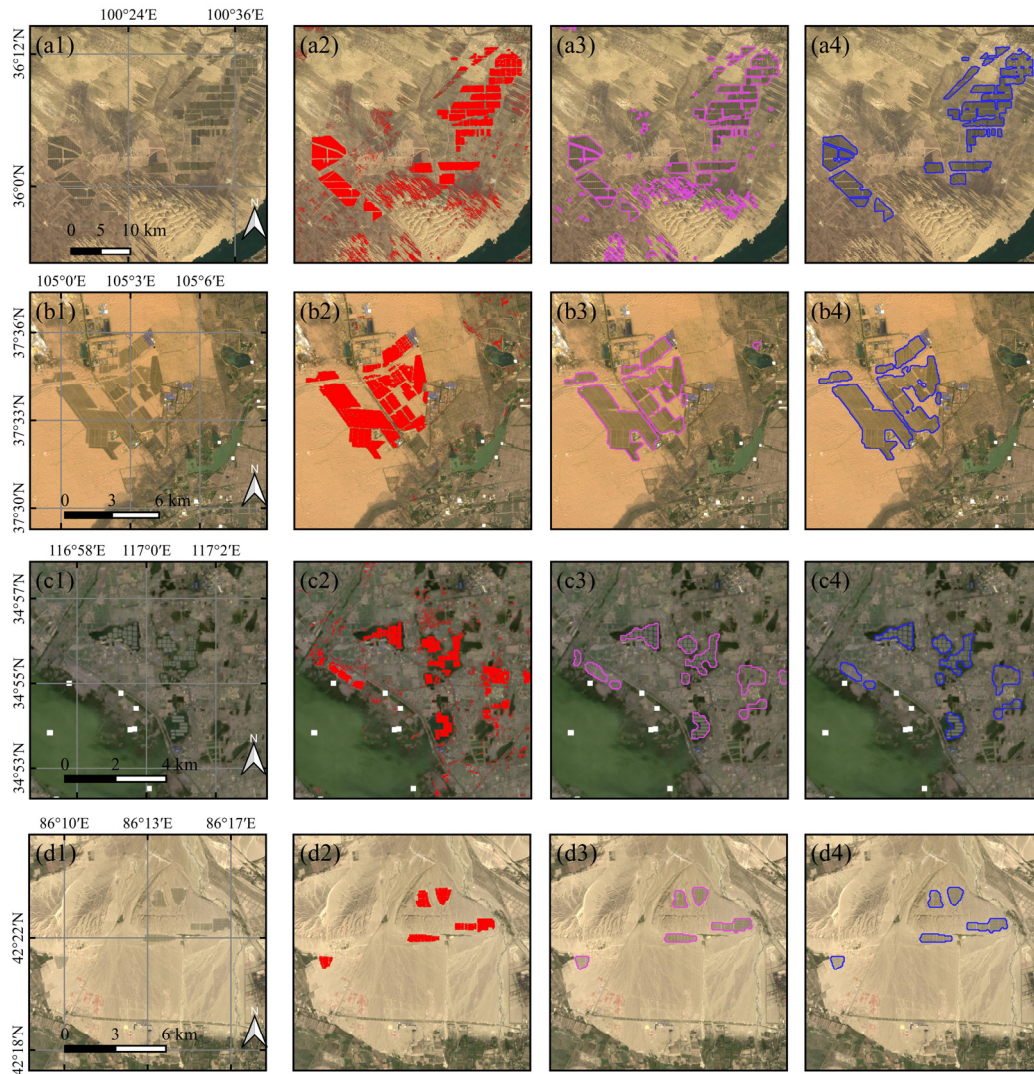 100°24′E 100°36′E
(a1) (a2) (a3) (a4)
36°12′N
36°0′N
N
0 5 10 km
105°0′E 105°3′E 105°6′E
(b1) (b2) (b3) (b4)
37°36′N
37°33′N
37°30′N
N
0 3 6 km
116°58′E 117°0′E 117°2′E
(c1) (c2) (c3) (c4)
34°57′N
34°55′N
34°53′N
N
0 2 4 km
86°10′E 86°13′E 86°17′E
(d1) (d2) (d3) (d4)
42°22′N
42°18′N
N
0 3 6 km